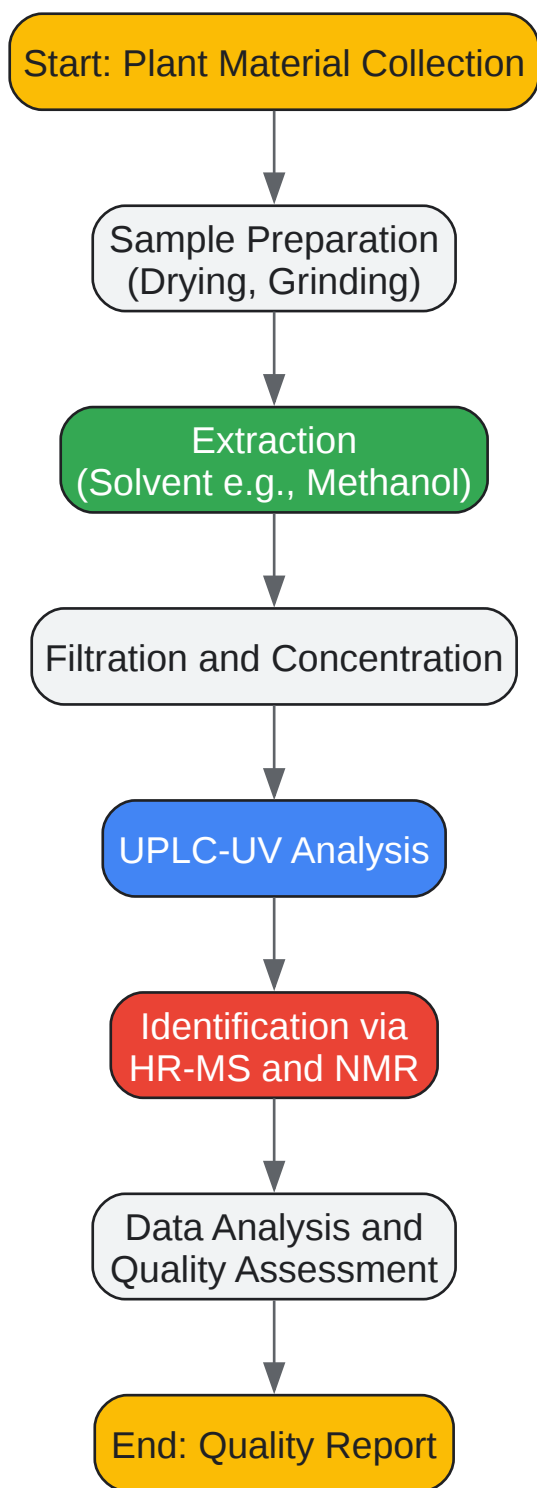 Start: Plant Material Collection
Sample Preparation
(Drying, Grinding)
Extraction
(Solvent e.g., Methanol)
Filtration and Concentration
UPLC-UV Analysis
Identification via
HR-MS and NMR
Data Analysis and
Quality Assessment
End: Quality Report